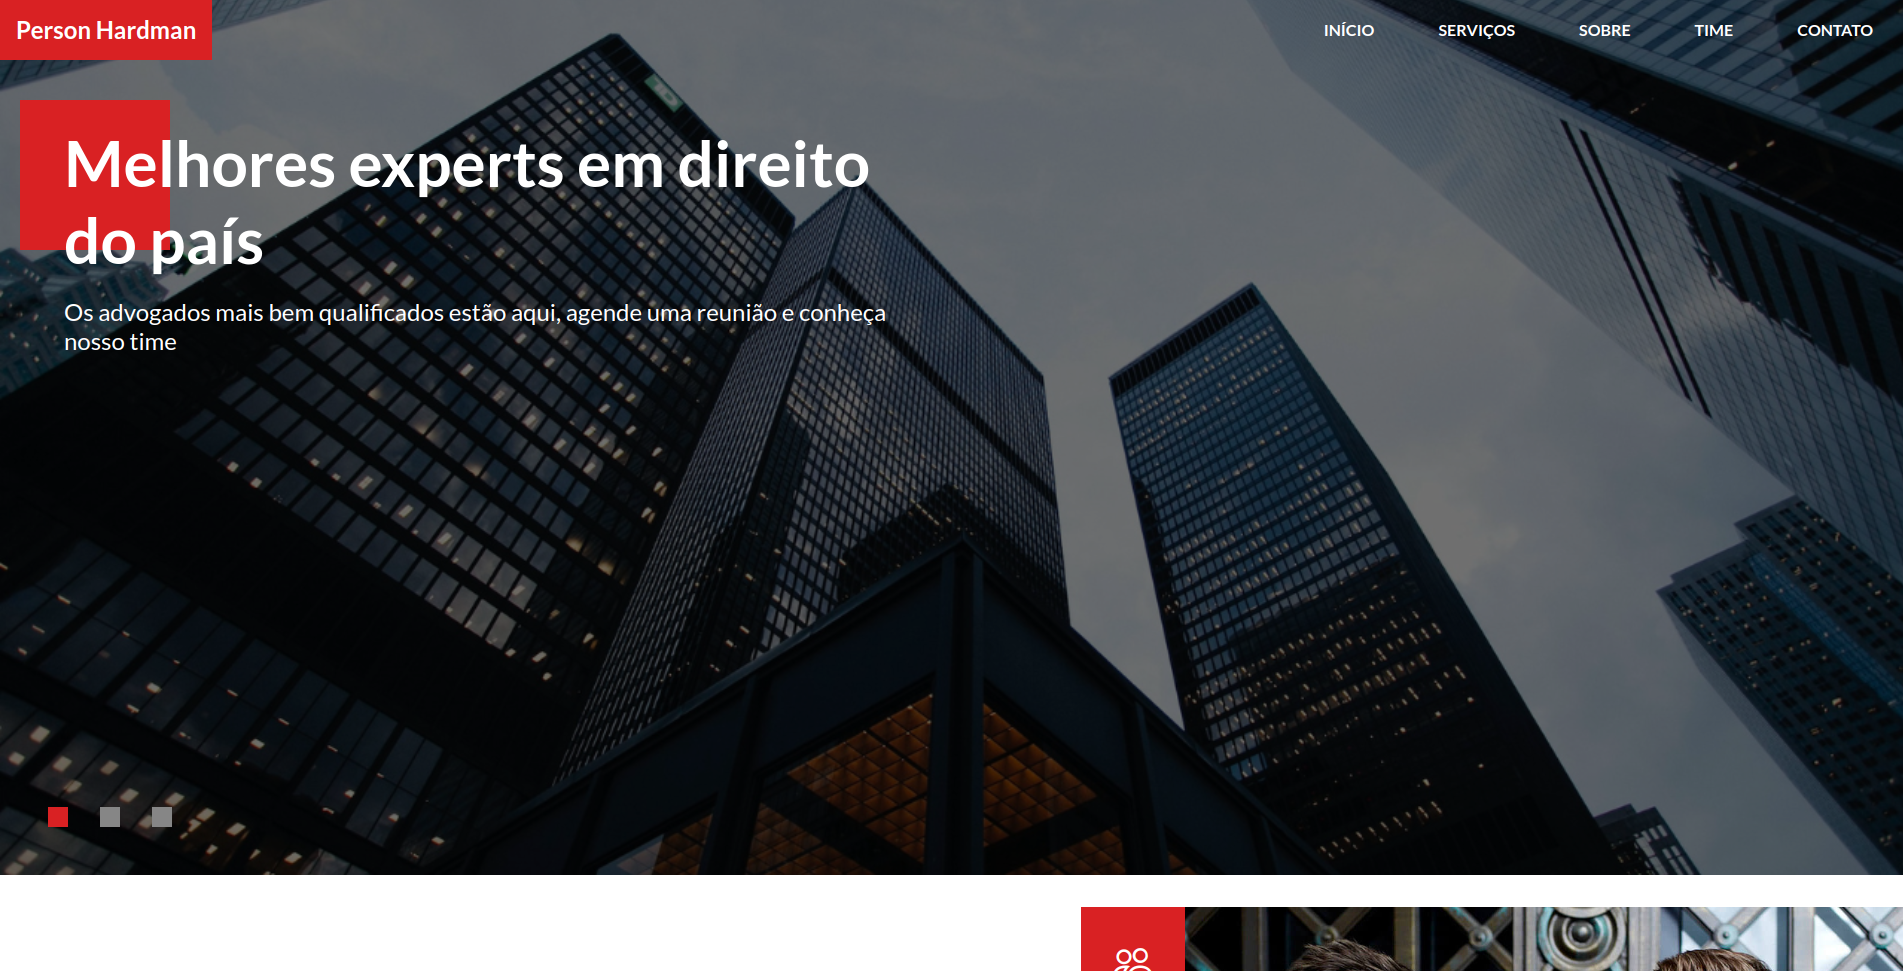 Person Hardman
INÍCIO
SERVIÇOS
SOBRE
TIME
CONTATO
Melhores experts em direito
do país
Os advogados mais bem qualificados estão aqui, agende uma reunião e conheça
nosso time